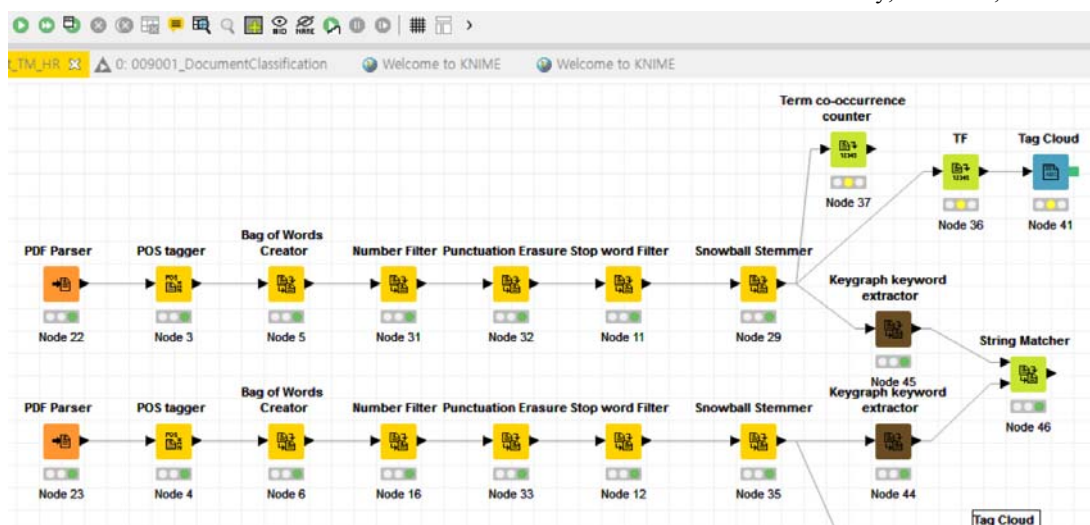 t_TM_HR
0: 009001_DocumentClassification
Welcome to KNIME
Welcome to KNIME
Term co-occurrence
counter
Node 37
TF
Node 36
Tag Cloud
Node 41
PDF Parser
Node 22
POS tagger
Node 3
Bag of Words
Creator
Node 5
Number Filter
Node 31
Punctuation Erasure
Node 32
Stop word Filter
Node 11
Snowball Stemmer
Node 29
Keygraph keyword
extractor
Node 45
String Matcher
Node 46
PDF Parser
Node 23
POS tagger
Node 4
Bag of Words
Creator
Node 6
Number Filter
Node 16
Punctuation Erasure
Node 33
Stop word Filter
Node 12
Snowball Stemmer
Node 35
Keygraph keyword
extractor
Node 44
Tag Cloud